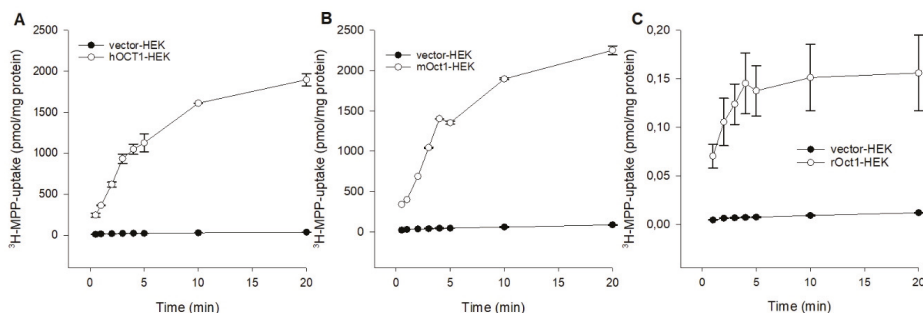 A
2500
2000
1500
1000
500
0
³H-MPP-uptake (pmol/mg protein)
vector-HEK
hOCT1-HEK
0 5 10 15 20
Time (min)
B
2500
2000
1500
1000
500
0
³H-MPP-uptake (pmol/mg protein)
vector-HEK
mOct1-HEK
0 5 10 15 20
Time (min)
C
0,20
0,15
0,10
0,05
0,00
³H-MPP-uptake (pmol/mg protein)
vector-HEK
rOct1-HEK
0 5 10 15 20
Time (min)